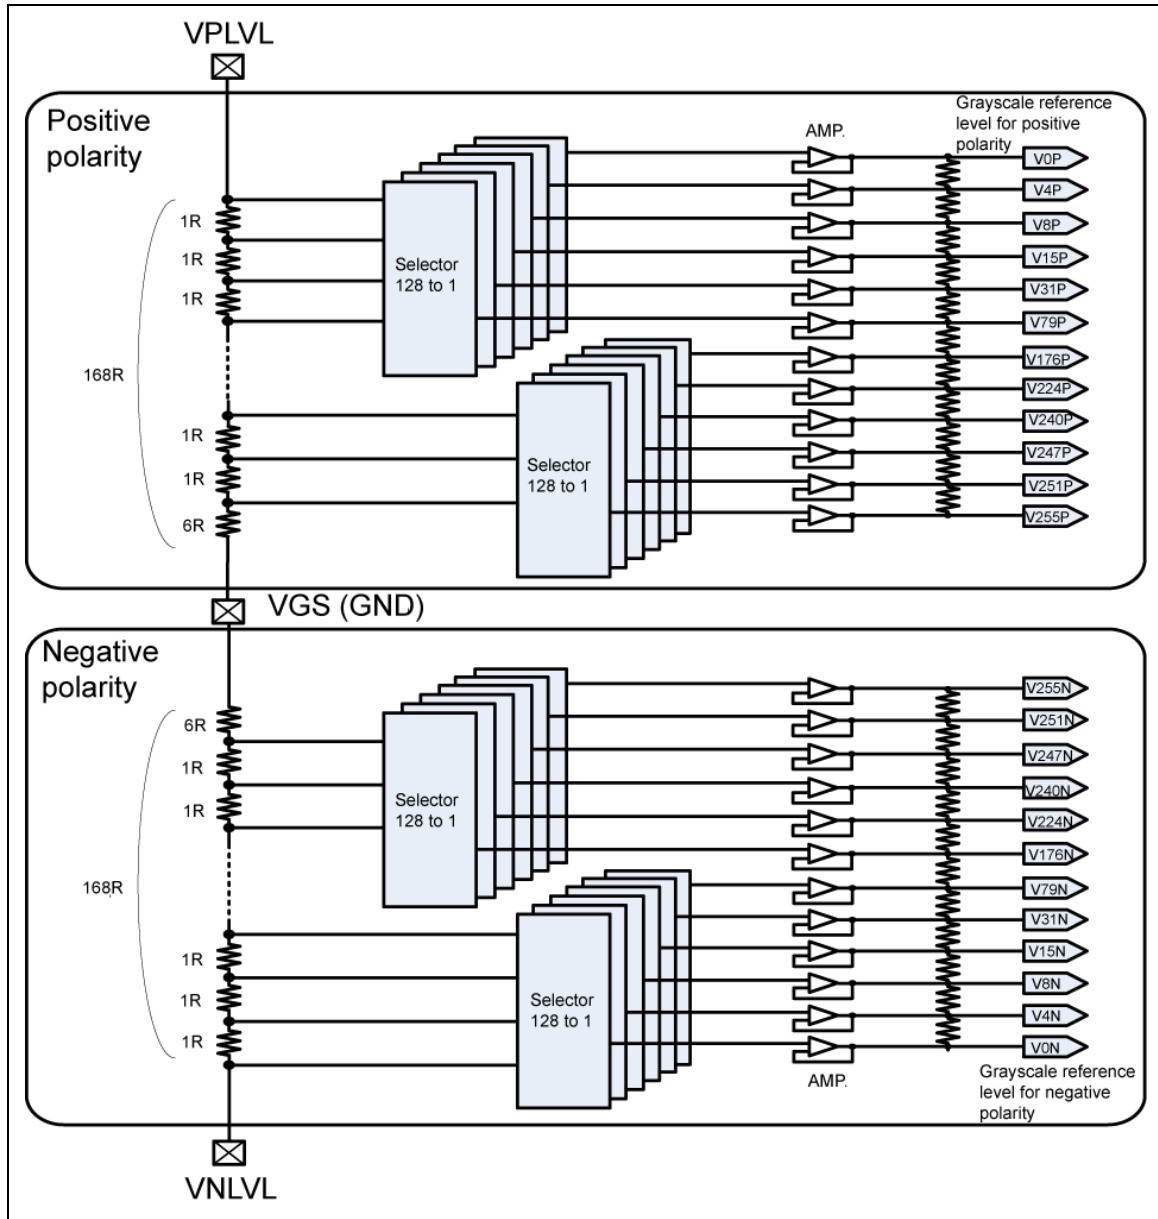 VPLVL
Positive
polarity
Grayscale reference
level for positive
polarity
AMP.
V0P
V4P
V8P
V15P
V31P
V79P
V176P
V224P
V240P
V247P
V251P
V255P
1R
1R
1R
168R
1R
1R
6R
Selector
128 to 1
Selector
128 to 1
VGS (GND)
Negative
polarity
6R
1R
1R
168R
1R
1R
1R
Selector
128 to 1
Selector
128 to 1
V255N
V251N
V247N
V240N
V224N
V176N
V79N
V31N
V15N
V8N
V4N
V0N
AMP.
Grayscale reference
level for negative
polarity
VNLVL